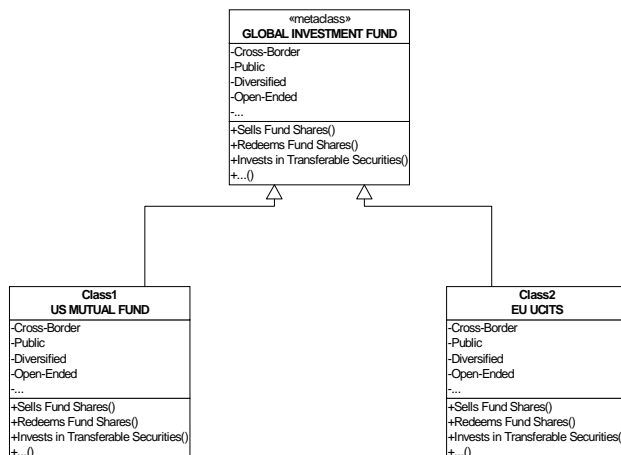 «metaclass»
GLOBAL INVESTMENT FUND
-Cross-Border
-Public
-Diversified
-Open-Ended
-...
+Sells Fund Shares()
+Redeems Fund Shares()
+Invests in Transferable Securities()
+...()
Class1
US MUTUAL FUND
-Cross-Border
-Public
-Diversified
-Open-Ended
-...
+Sells Fund Shares()
+Redeems Fund Shares()
+Invests in Transferable Securities()
+...()
Class2
EU UCITS
-Cross-Border
-Public
-Diversified
-Open-Ended
-...
+Sells Fund Shares()
+Redeems Fund Shares()
+Invests in Transferable Securities()
+...()